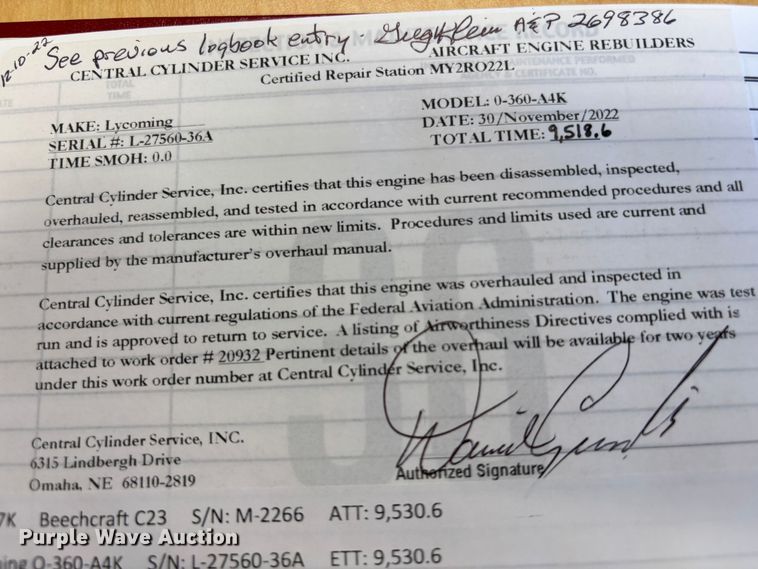 12-10-22 See previous logbook entry. A&P 2698386
CENTRAL CYLINDER SERVICE INC. AIRCRAFT ENGINE REBUILDERS
Certified Repair Station MY2RO22L
TOTAL
TIME
MAKE: Lycoming MODEL: 0-360-A4K
SERIAL #: L-27560-36A DATE: 30/November/2022
TIME SMOH: 0.0 TOTAL TIME: 9,518.6
Central Cylinder Service, Inc. certifies that this engine has been disassembled, inspected,
overhauled, reassembled, and tested in accordance with current recommended procedures and all
clearances and tolerances are within new limits. Procedures and limits used are current and
supplied by the manufacturer's overhaul manual.
Central Cylinder Service, Inc. certifies that this engine was overhauled and inspected in
accordance with current regulations of the Federal Aviation Administration. The engine was test
run and is approved to return to service. A listing of Airworthiness Directives complied with is
attached to work order # 20932 Pertinent details of the overhaul will be available for two years
under this work order number at Central Cylinder Service, Inc.
Central Cylinder Service, INC.
6315 Lindbergh Drive
Omaha, NE 68110-2819
Authorized Signature
7K Beechcraft C23 S/N: M-2266 ATT: 9,530.6
Purple Wave Auction
ing O-360-A4K S/N: L-27560-36A ETT: 9,530.6